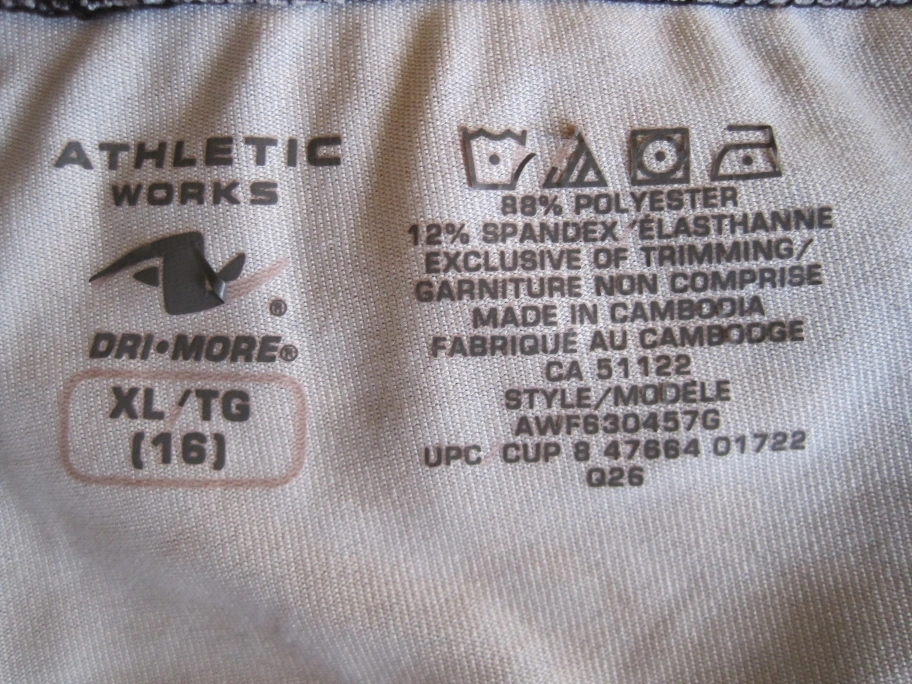 ATHLETIC
WORKS
®
DRI•MORE®
XL/TG
(16)
88% POLYESTER
12% SPANDEX/ÉLASTHANNE
EXCLUSIVE OF TRIMMING/
GARNITURE NON COMPRISE
MADE IN CAMBODIA
FABRIQUÉ AU CAMBODGE
CA 51122
STYLE/MODÈLE
AWF630457G
UPC/CUP 8 47664 01722
Q26